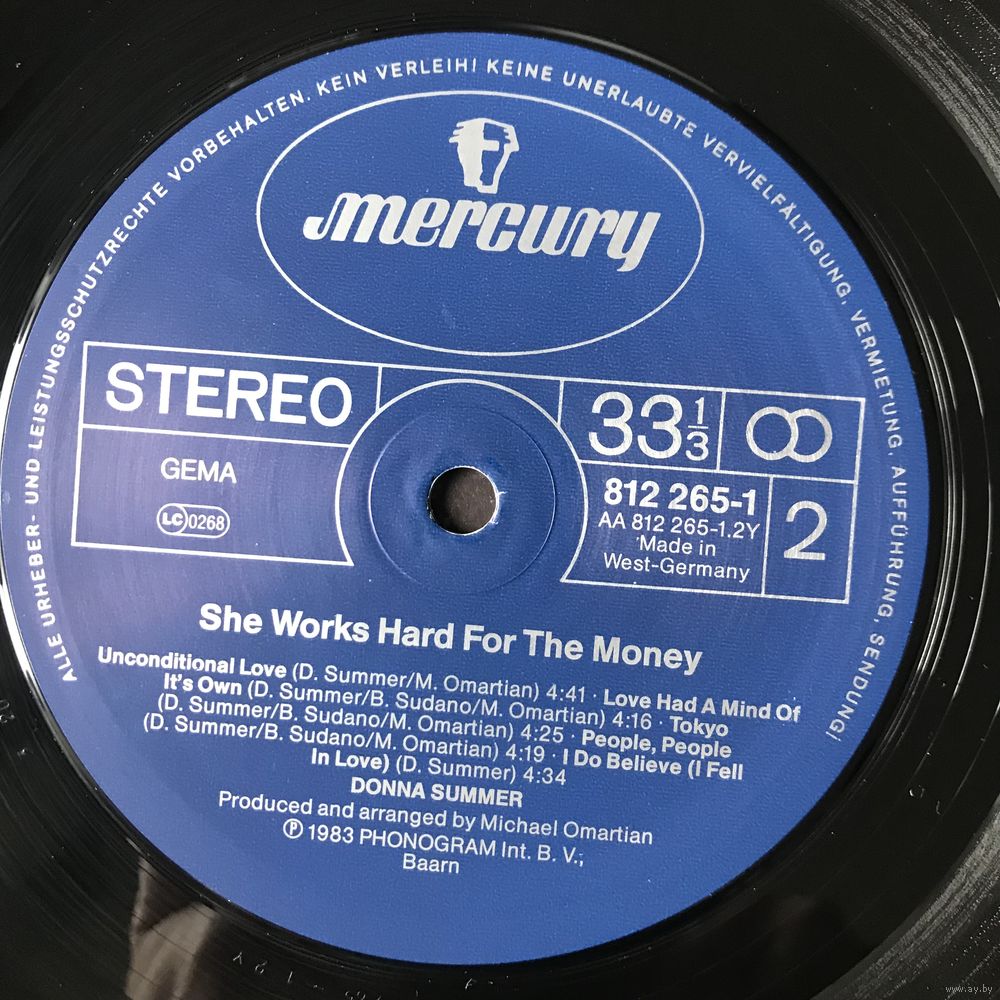 ALLE URHEBER- UND LEISTUNGSSCHUTZRECHTE VORBEHALTEN. KEIN VERLEIH! KEINE UNERLAUBTE VERVIELFÄLTIGUNG, VERMIETUNG, AUFFÜHRUNG, SENDUNG!
mercury
STEREO
GEMA
LC 0268
33 1/3
812 265-1
AA 812 265-1.2Y
Made in
West-Germany
2
She Works Hard For The Money
Unconditional Love (D. Summer/M. Omartian) 4:41 · Love Had A Mind Of
It's Own (D. Summer/B. Sudano/M. Omartian) 4:16 · Tokyo
(D. Summer/B. Sudano/M. Omartian) 4:25 · People, People
(D. Summer/B. Sudano/M. Omartian) 4:19 · I Do Believe (I Fell
In Love) (D. Summer) 4:34
DONNA SUMMER
Produced and arranged by Michael Omartian
℗ 1983 PHONOGRAM Int. B. V.;
Baarn
www.ay.by